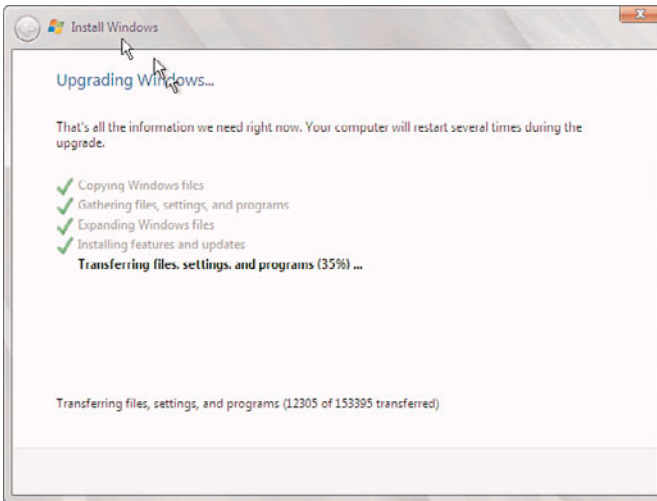 Install Windows
Upgrading Windows...
That's all the information we need right now. Your computer will restart several times during the
upgrade.
Copying Windows files
Gathering files, settings, and programs
Expanding Windows files
Installing features and updates
Transferring files, settings, and programs (35%) ...
Transferring files, settings, and programs (12305 of 153395 transferred)